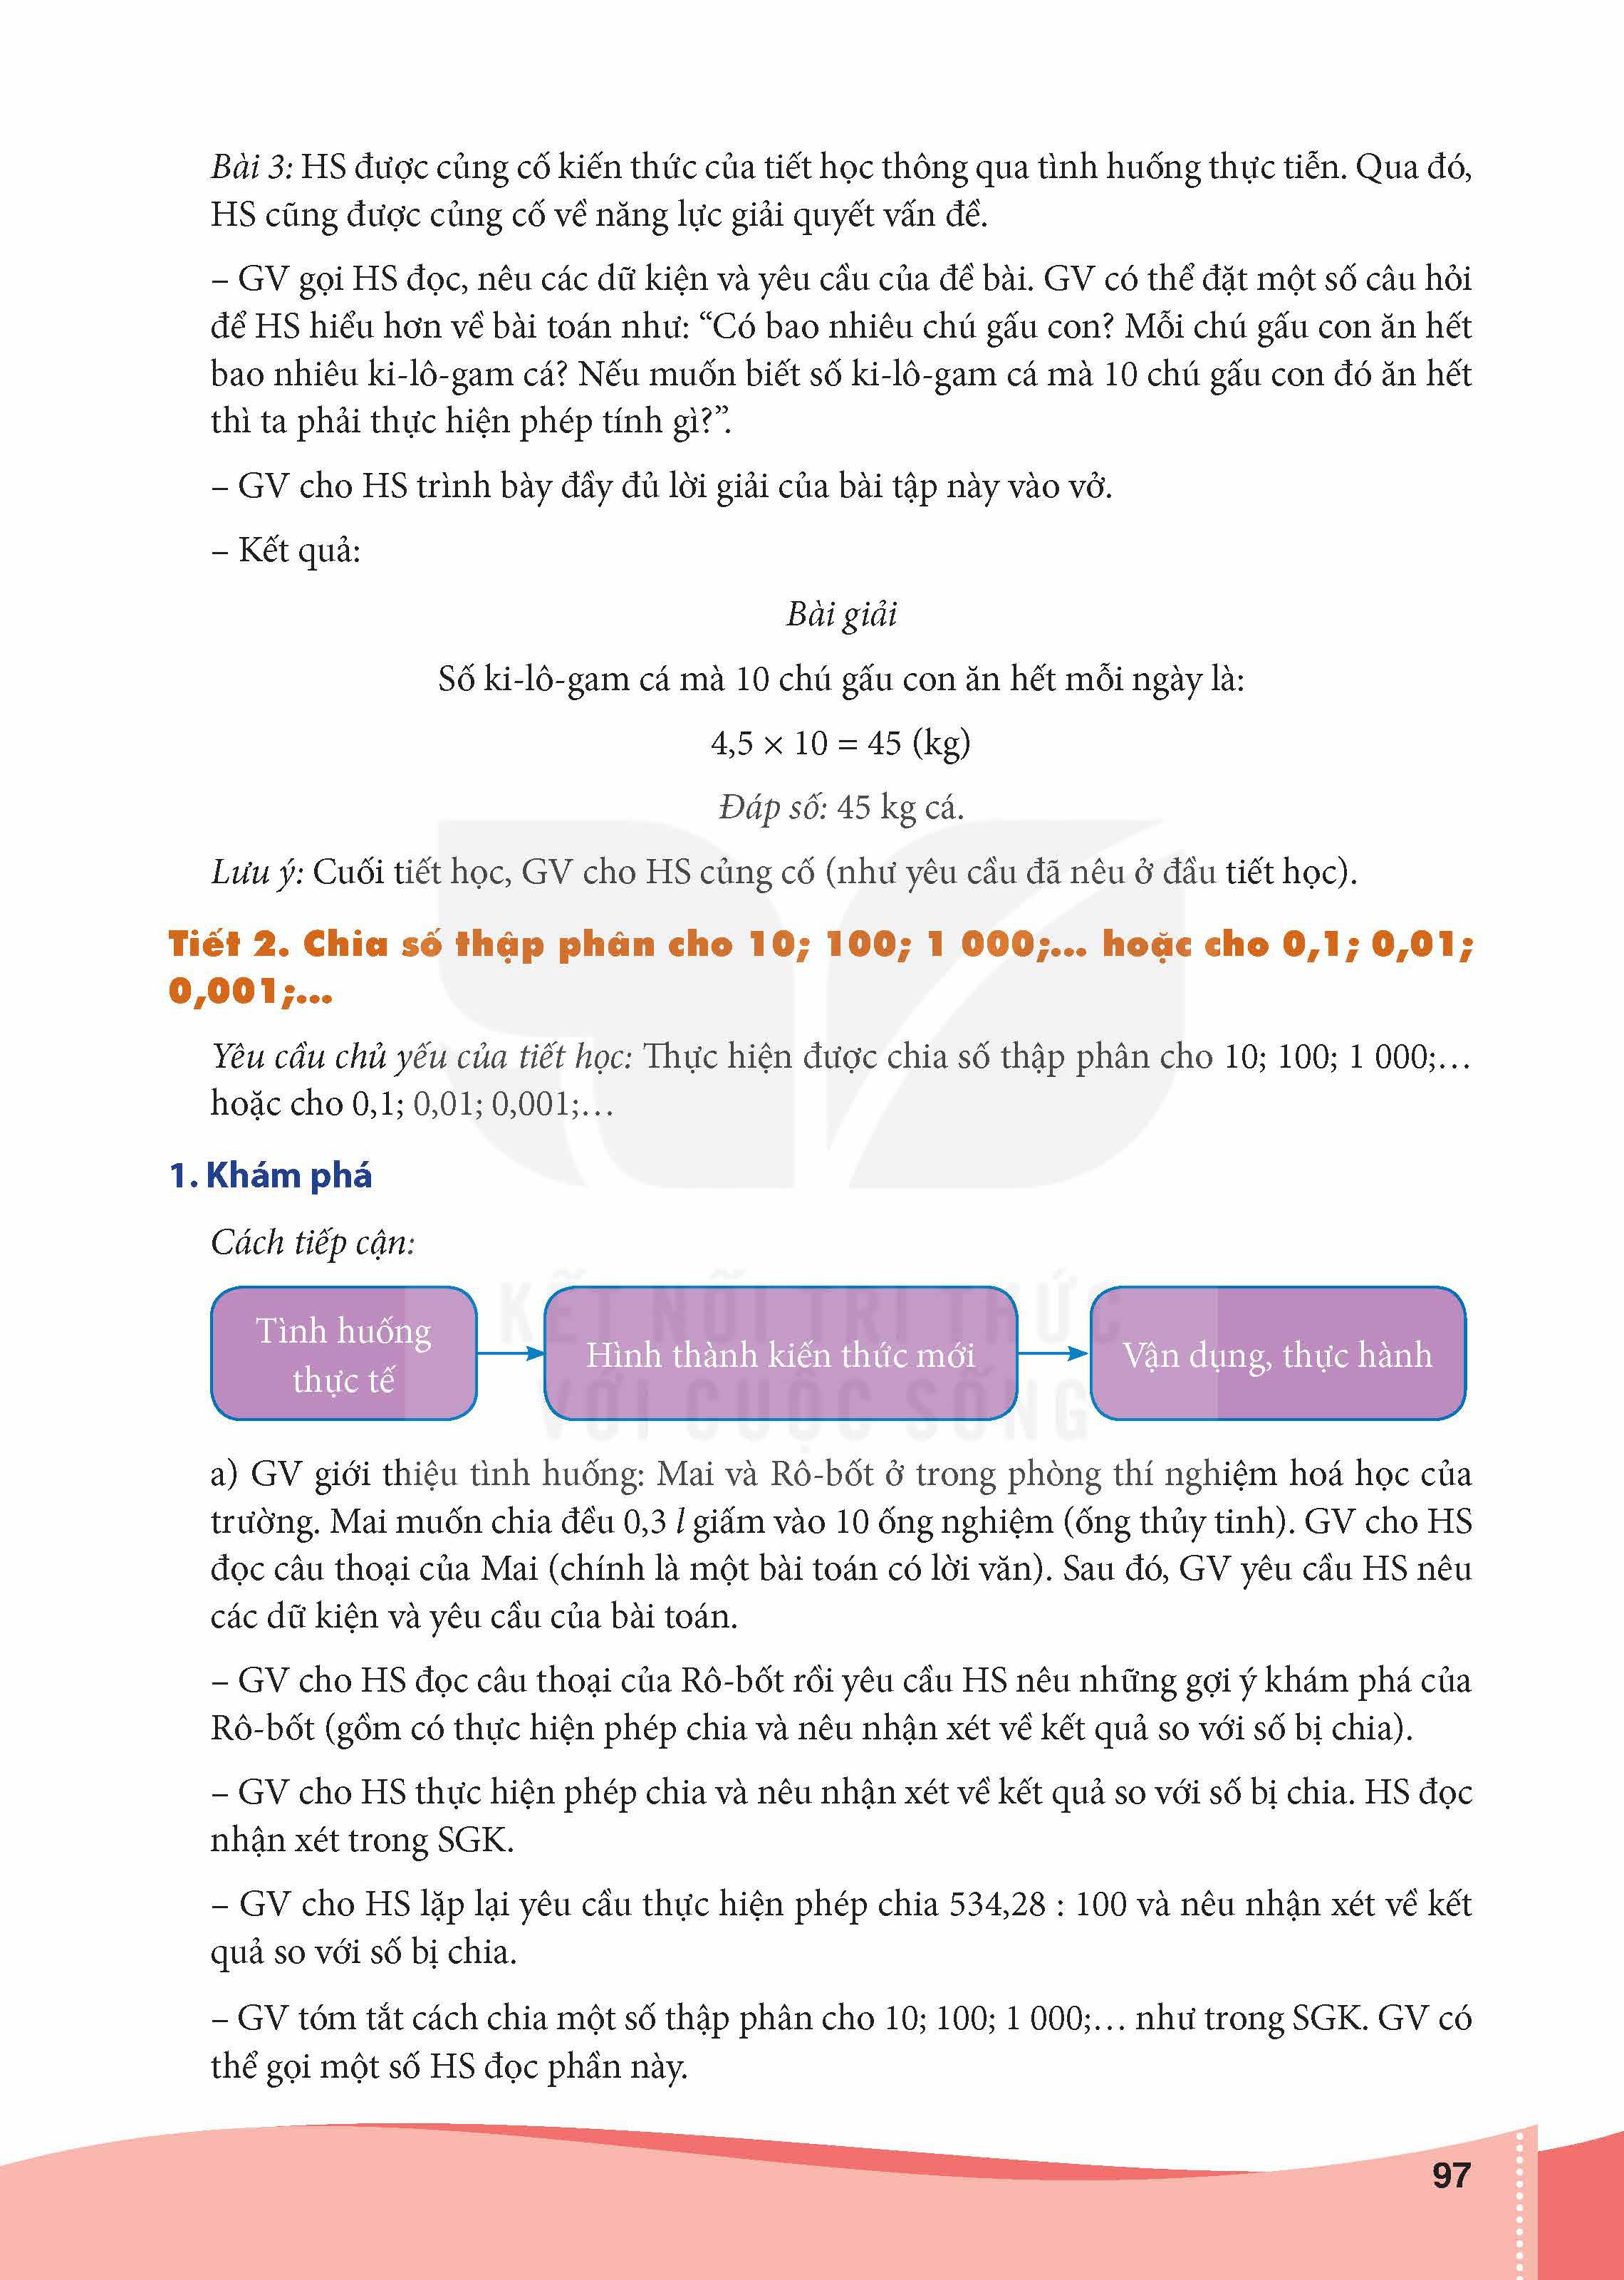 Bài 3: HS được củng cố kiến thức của tiết học thông qua tình huống thực tiễn. Qua đó,
HS cũng được củng cố về năng lực giải quyết vấn đề.
– GV gọi HS đọc, nêu các dữ kiện và yêu cầu của đề bài. GV có thể đặt một số câu hỏi
để HS hiểu hơn về bài toán như: “Có bao nhiêu chú gấu con? Mỗi chú gấu con ăn hết
bao nhiêu ki-lô-gam cá? Nếu muốn biết số ki-lô-gam cá mà 10 chú gấu con đó ăn hết
thì ta phải thực hiện phép tính gì?”.
– GV cho HS trình bày đầy đủ lời giải của bài tập này vào vở.
– Kết quả:
Bài giải
Số ki-lô-gam cá mà 10 chú gấu con ăn hết mỗi ngày là:
4,5 × 10 = 45 (kg)
Đáp số: 45 kg cá.
Lưu ý: Cuối tiết học, GV cho HS củng cố (như yêu cầu đã nêu ở đầu tiết học).
Tiết 2. Chia số thập phân cho 10; 100; 1 000;... hoặc cho 0,1; 0,01;
0,001;...
Yêu cầu chủ yếu của tiết học: Thực hiện được chia số thập phân cho 10; 100; 1 000;…
hoặc cho 0,1; 0,01; 0,001;…
1. Khám phá
Cách tiếp cận:
Tình huống
thực tế
Hình thành kiến thức mới
Vận dụng, thực hành
KẾT NỐI TRI THỨC
VỚI CUỘC SỐNG
a) GV giới thiệu tình huống: Mai và Rô-bốt ở trong phòng thí nghiệm hoá học của
trường. Mai muốn chia đều 0,3 l giấm vào 10 ống nghiệm (ống thủy tinh). GV cho HS
đọc câu thoại của Mai (chính là một bài toán có lời văn). Sau đó, GV yêu cầu HS nêu
các dữ kiện và yêu cầu của bài toán.
– GV cho HS đọc câu thoại của Rô-bốt rồi yêu cầu HS nêu những gợi ý khám phá của
Rô-bốt (gồm có thực hiện phép chia và nêu nhận xét về kết quả so với số bị chia).
– GV cho HS thực hiện phép chia và nêu nhận xét về kết quả so với số bị chia. HS đọc
nhận xét trong SGK.
– GV cho HS lặp lại yêu cầu thực hiện phép chia 534,28 : 100 và nêu nhận xét về kết
quả so với số bị chia.
– GV tóm tắt cách chia một số thập phân cho 10; 100; 1 000;… như trong SGK. GV có
thể gọi một số HS đọc phần này.
97